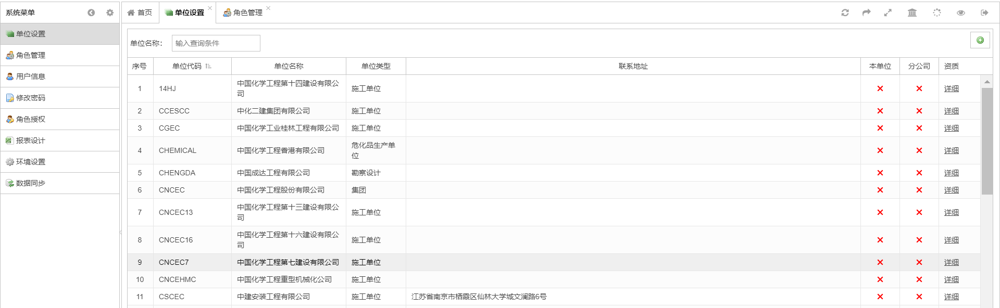 系统菜单
首页
单位设置
角色管理
单位设置
角色管理
用户信息
修改密码
角色授权
报表设计
环境设置
数据同步
单位名称：
输入查询条件
序号 单位代码 单位名称 单位类型 联系地址 本单位 分公司 资质
1 14HJ 中国化学工程第十四建设有限公
司 施工单位 详细
2 CCESCC 中化二建集团有限公司 施工单位 详细
3 CGEC 中国化学工业桂林工程有限公司 施工单位 详细
4 CHEMICAL 中国化学工程香港有限公司 危化品生产单
位 详细
5 CHENGDA 中国成达工程有限公司 勘察设计 详细
6 CNCEC 中国化学工程股份有限公司 集团 详细
7 CNCEC13 中国化学工程第十三建设有限公
司 施工单位 详细
8 CNCEC16 中国化学工程第十六建设有限公
司 施工单位 详细
9 CNCEC7 中国化学工程第七建设有限公司 施工单位 详细
10 CNCEHMC 中国化学工程重型机械化公司 施工单位 详细
11 CSCEC 中建安装工程有限公司 施工单位 江苏省南京市栖霞区仙林大学城文澜路6号 详细